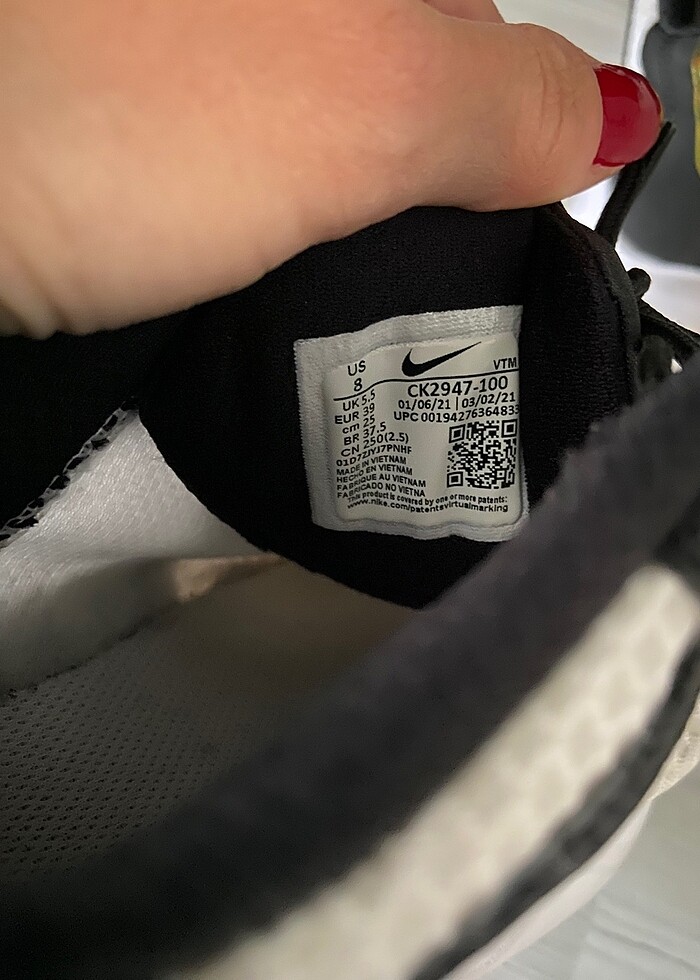 US
8
VTM
CK2947-100
UK 5.5
01/06/21 | 03/02/21
EUR 39
UPC 00194276364833
cm 25
BR 37.5
CN 250(2.5)
MADE IN VIETNAM
HECHO EN VIETNAM
FABRIQUE AU VIETNAM
FABRICADO NO VIETNA
This product is covered by one or more patents:
www.nike.com/patentsvirtualmarking